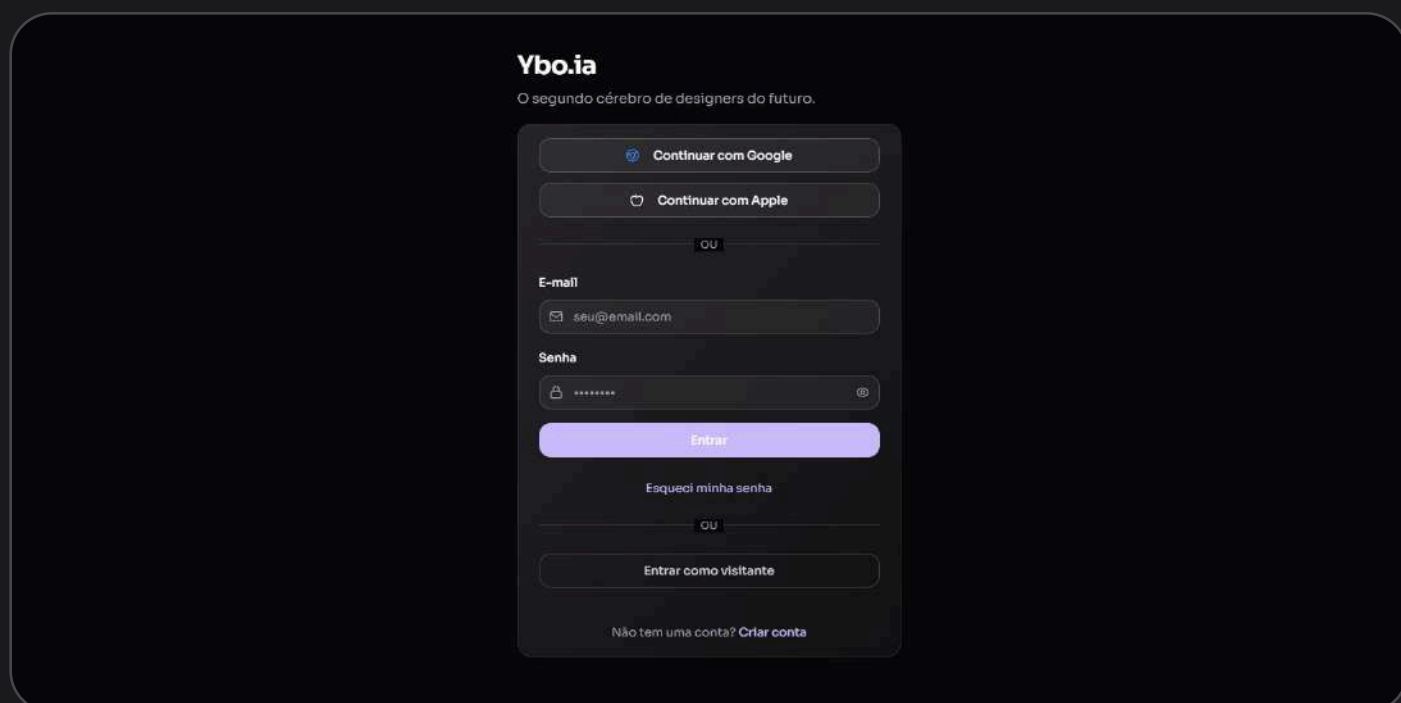 Ybo.ia
O segundo cérebro de designers do futuro.
Continuar com Google
Continuar com Apple
OU
E-mail
seu@email.com
Senha
••••••••
Entrar
Esqueci minha senha
OU
Entrar como visitante
Não tem uma conta? Criar conta